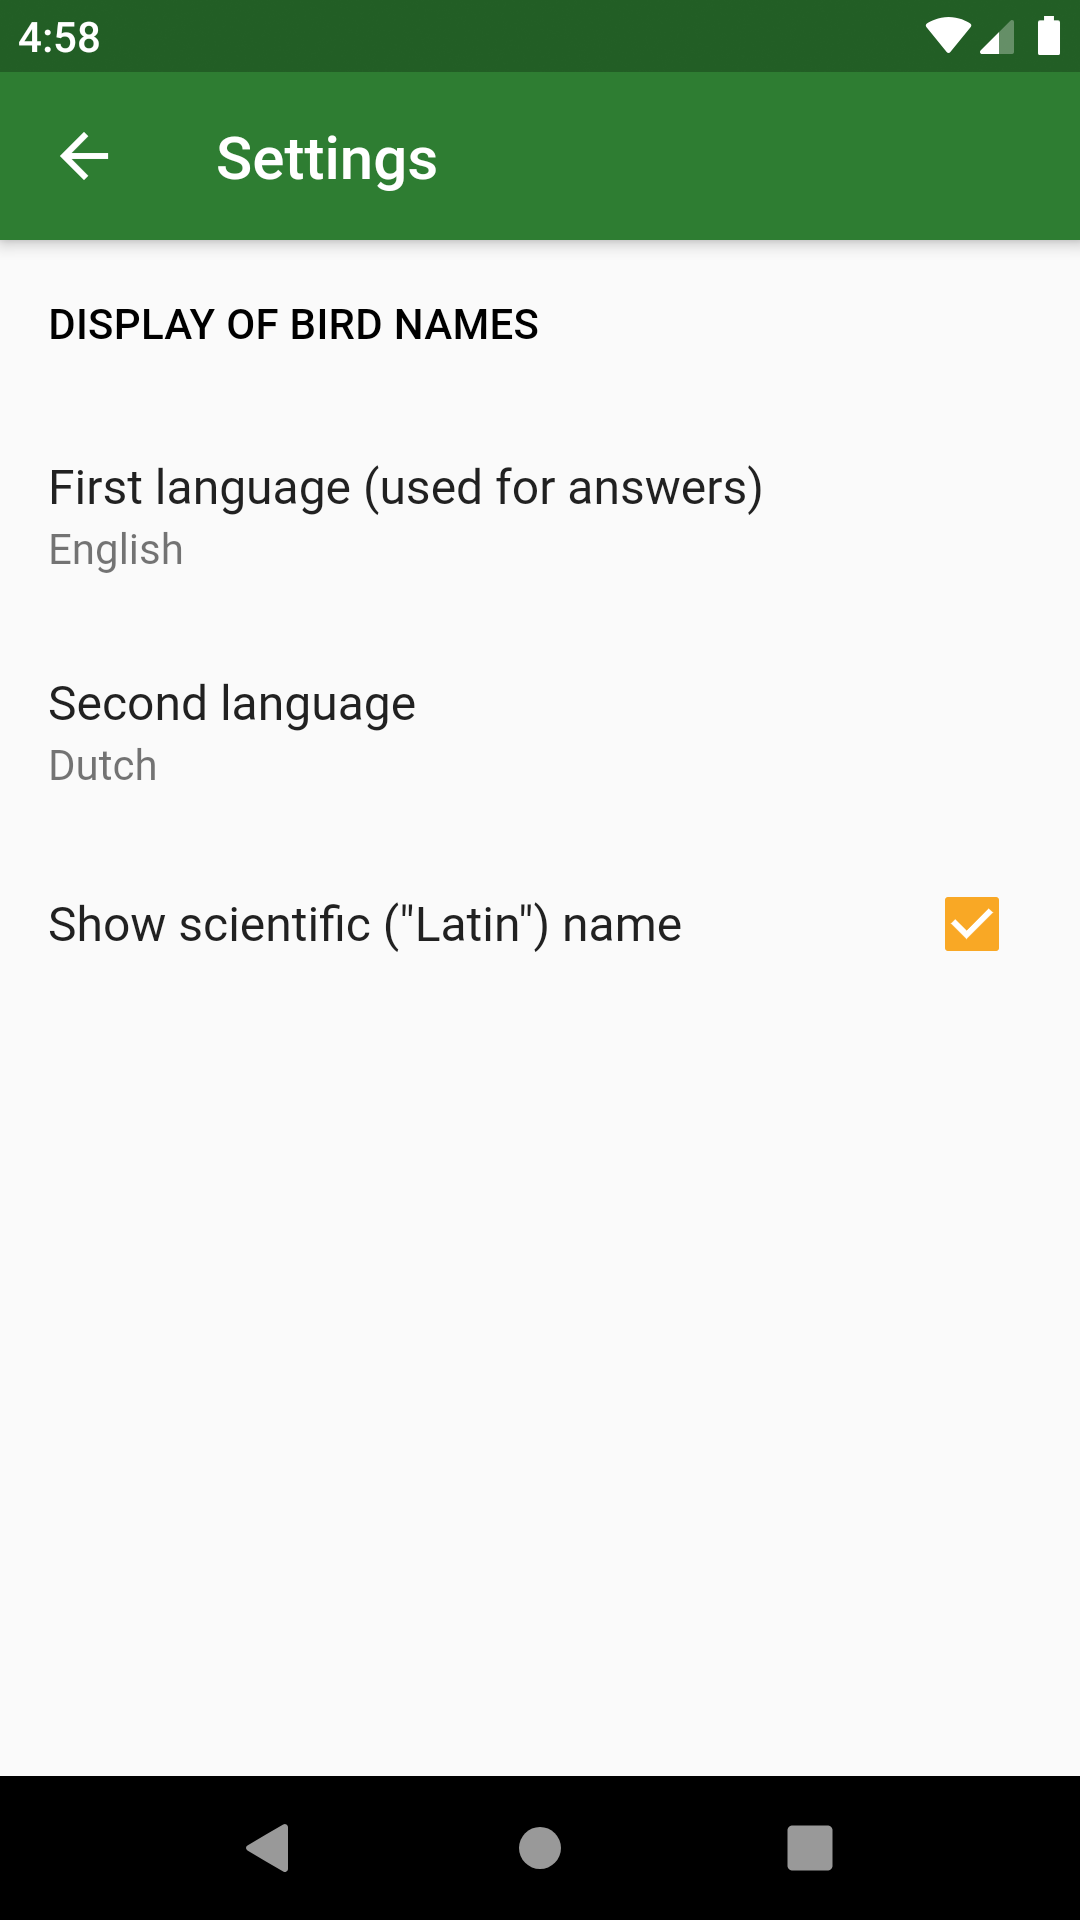 4:58
Settings
DISPLAY OF BIRD NAMES
First language (used for answers)
English
Second language
Dutch
Show scientific ("Latin") name